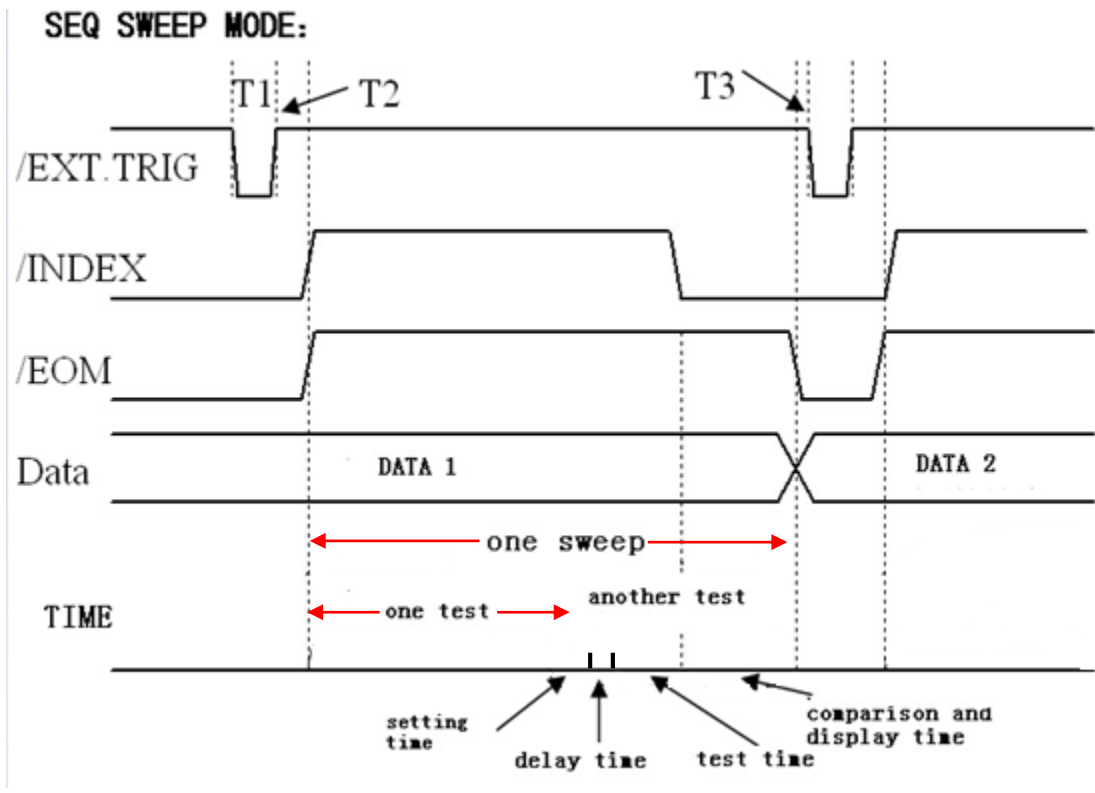 SEQ SWEEP MODE:
T1
T2
T3
/EXT.TRIG
/INDEX
/EOM
Data
DATA 1
DATA 2
one sweep
TIME
one test
another test
setting
time
delay time
test time
comparison and
display time